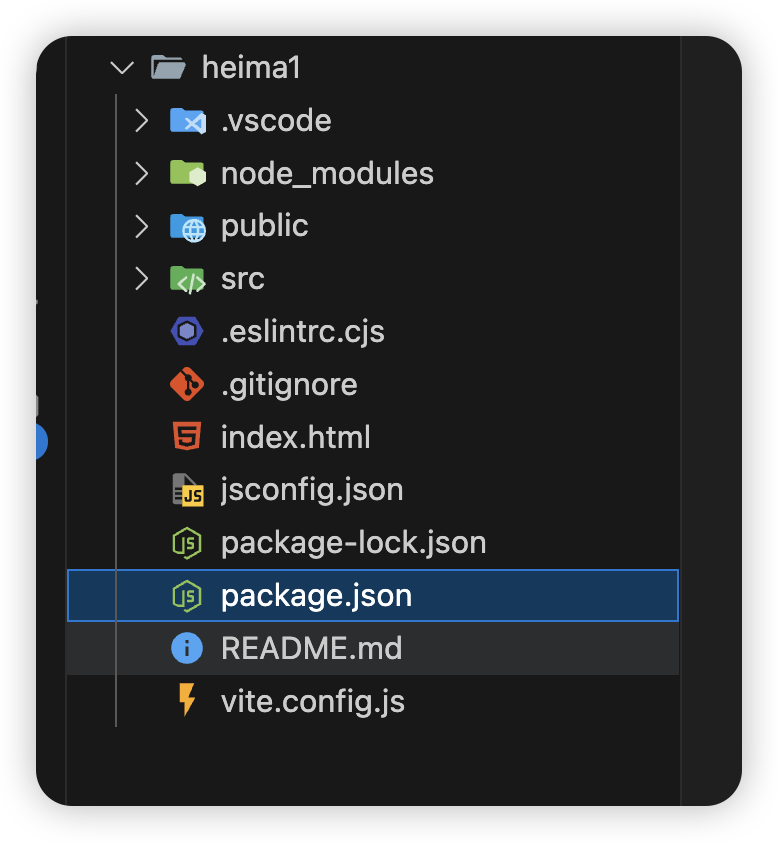 heima1
.vscode
node_modules
public
src
.eslintrc.cjs
.gitignore
index.html
jsconfig.json
package-lock.json
package.json
README.md
vite.config.js